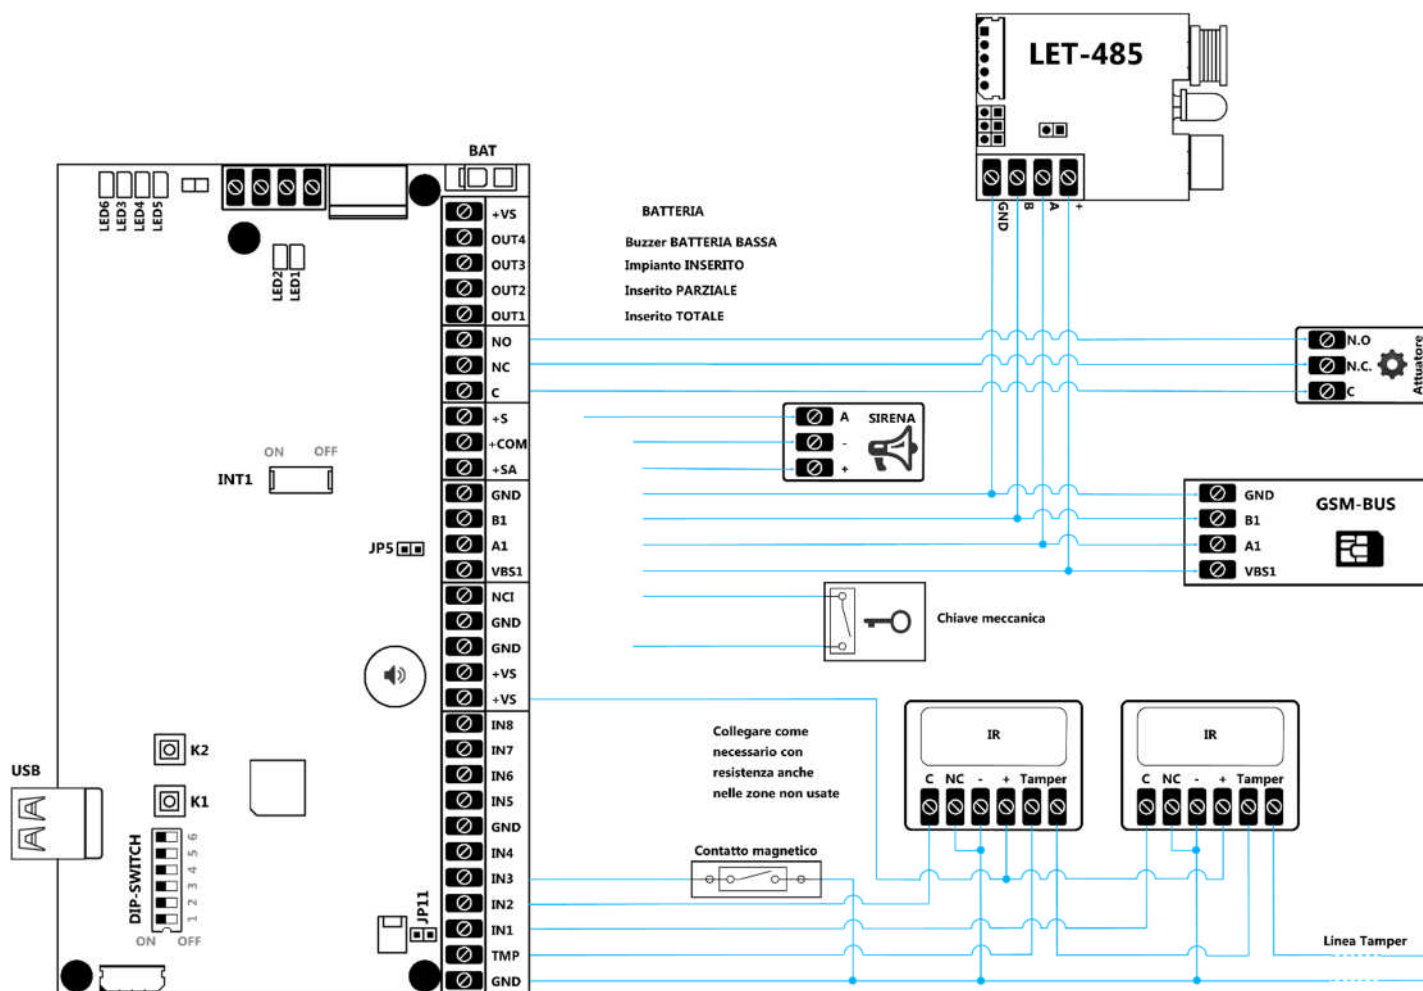 LET-485
GND
B
A
+
BAT
LED6
LED3
LED4
LED5
LED2
LED1
+VS
OUT4
OUT3
OUT2
OUT1
NO
NC
C
+S
+COM
+SA
GND
B1
A1
VBS1
NCI
GND
GND
+VS
+VS
IN8
IN7
IN6
IN5
GND
IN4
IN3
IN2
IN1
TMP
GND
BATTERIA
Buzzer BATTERIA BASSA
Impianto INSERITO
Inserito PARZIALE
Inserito TOTALE
N.O
N.C.
C
Attuatore
A
-
+
SIRENA
ON
OFF
INT1
JP5
GND
B1
A1
VBS1
GSM-BUS
Chiave meccanica
Collegare come
necessario con
resistenza anche
nelle zone non usate
IR
C NC - + Tamper
IR
C NC - + Tamper
Contatto magnetico
K2
K1
USB
DIP-SWITCH
6
5
4
3
2
1
ON
OFF
JP11
Linea Tamper